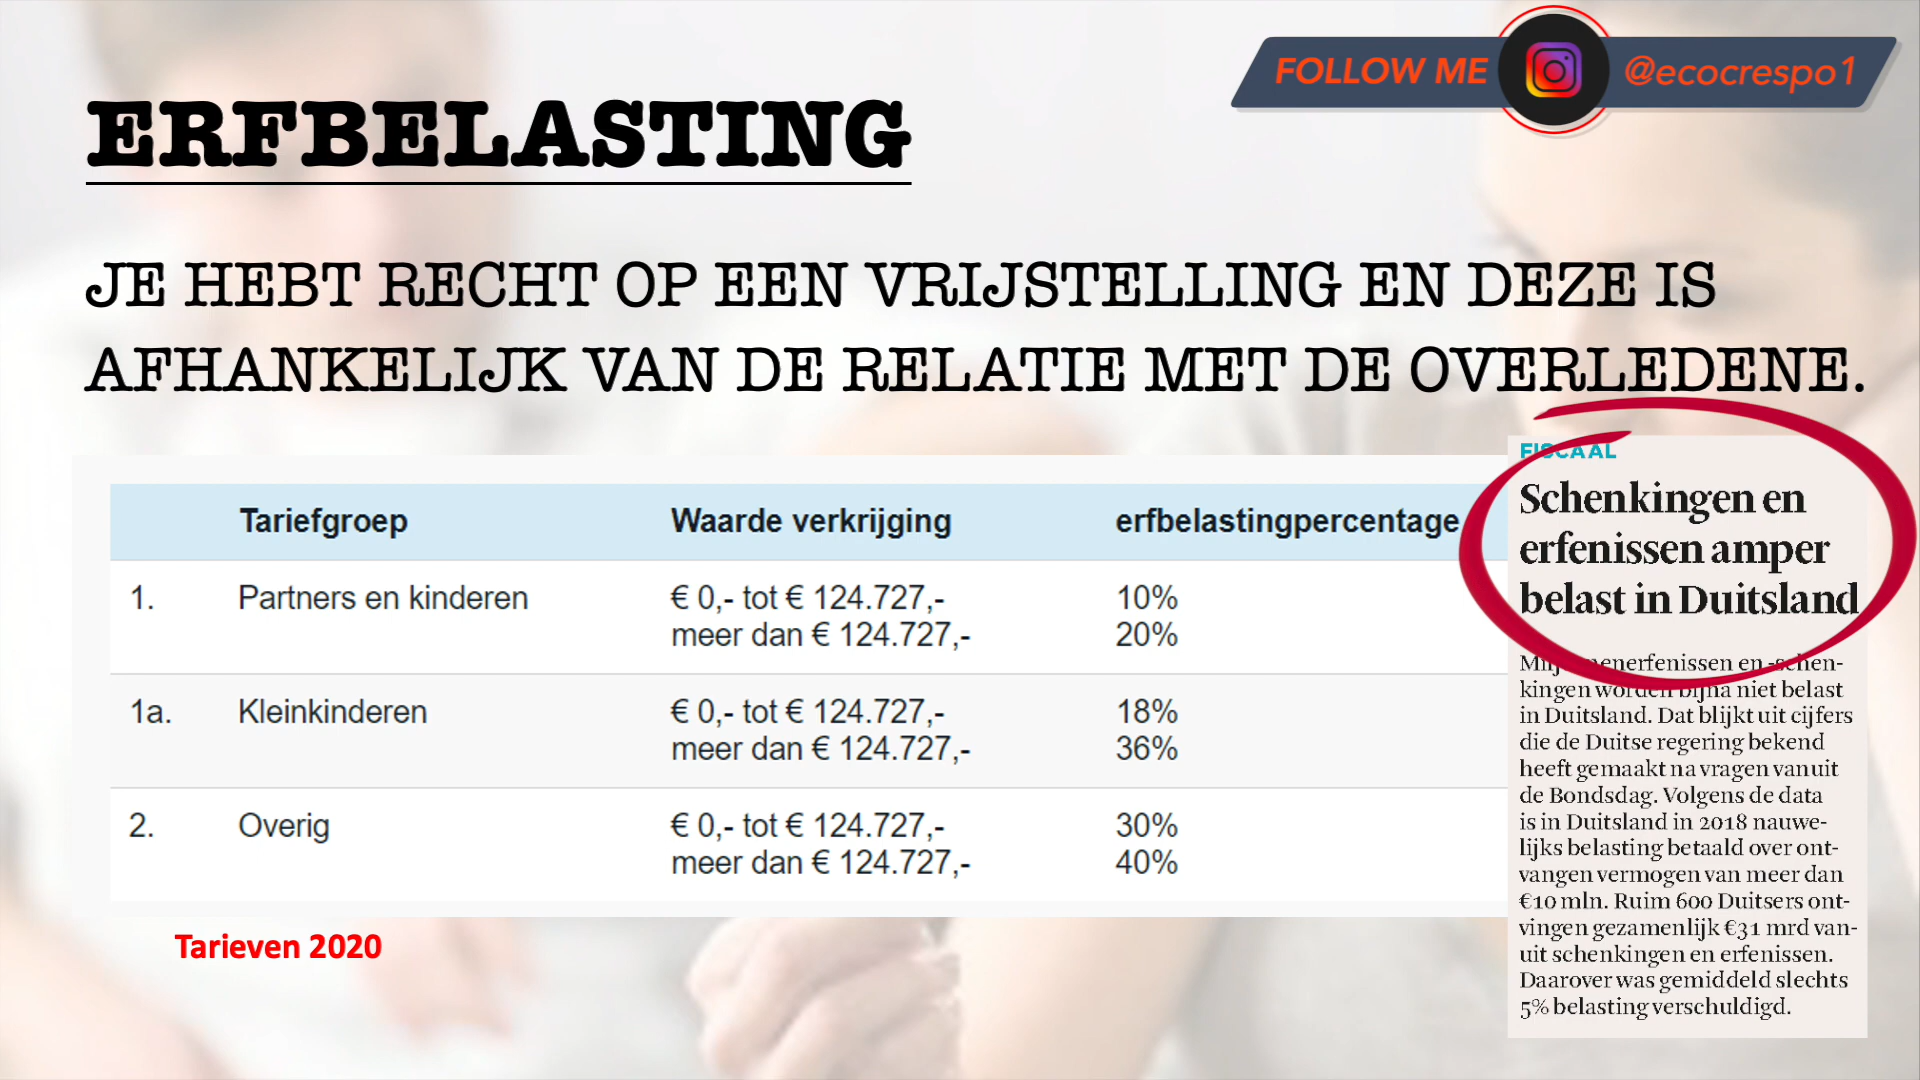 FOLLOW ME @ecocrespo1
ERFBELASTING
JE HEBT RECHT OP EEN VRIJSTELLING EN DEZE IS
AFHANKELIJK VAN DE RELATIE MET DE OVERLEDENE.
Tariefgroep Waarde verkrijging erfbelastingpercentage
1. Partners en kinderen € 0,- tot € 124.727,- 10%
meer dan € 124.727,- 20%
1a. Kleinkinderen € 0,- tot € 124.727,- 18%
meer dan € 124.727,- 36%
2. Overig € 0,- tot € 124.727,- 30%
meer dan € 124.727,- 40%
Tarieven 2020
FISCAAL
Schenkingen en
erfenissen amper
belast in Duitsland
Miljoenenerfenissen en -schen-
kingen worden bijna niet belast
in Duitsland. Dat blijkt uit cijfers
die de Duitse regering bekend
heeft gemaakt na vragen vanuit
de Bondsdag. Volgens de data
is in Duitsland in 2018 nauwe-
lijks belasting betaald over ont-
vangen vermogen van meer dan
€10 mln. Ruim 600 Duitsers ont-
vingen gezamenlijk €31 mrd van-
uit schenkingen en erfenissen.
Daarover was gemiddeld slechts
5% belasting verschuldigd.